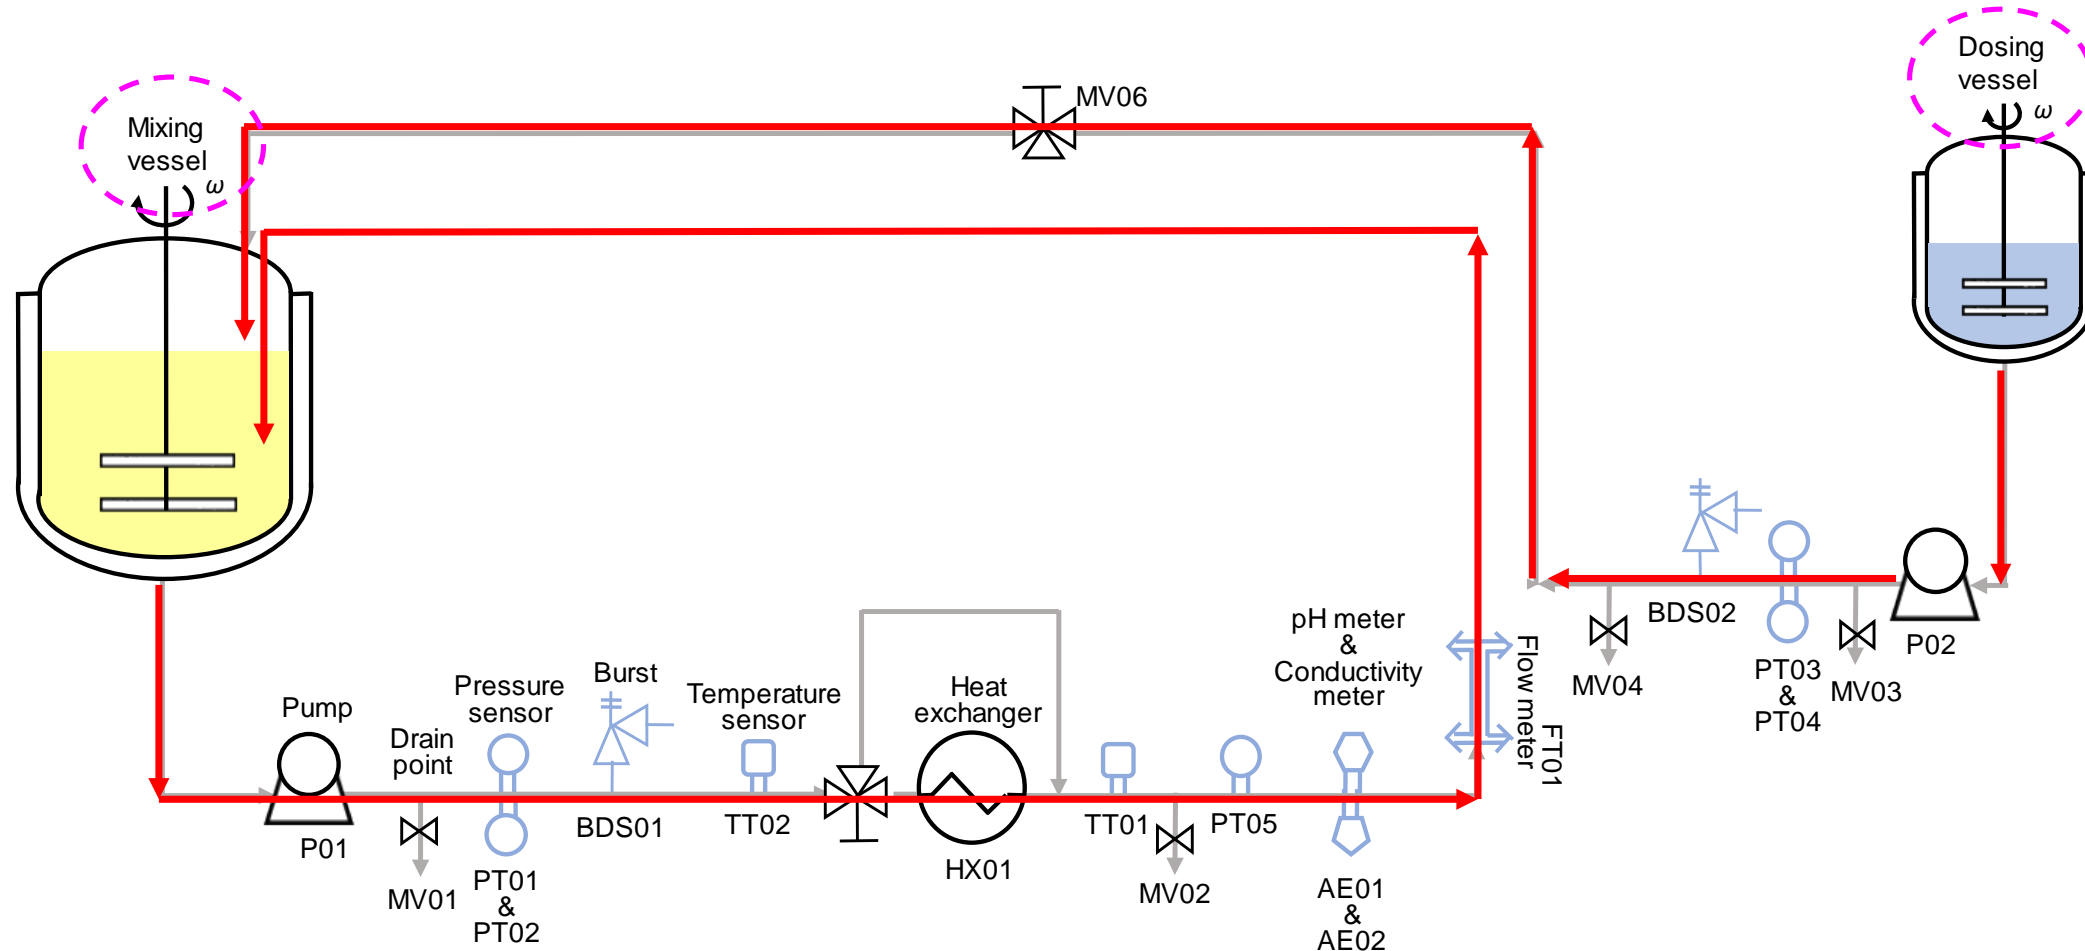 Dosing
vessel
ω
MV06
Mixing
vessel
ω
pH meter
&
Conductivity
meter
Flow meter
FT01
BDS02
P02
PT03
&
PT04
MV03
MV04
Pump
Drain
point
Pressure
sensor
Burst
Temperature
sensor
Heat
exchanger
P01
MV01
PT01
&
PT02
BDS01
TT02
HX01
TT01
MV02
PT05
AE01
&
AE02